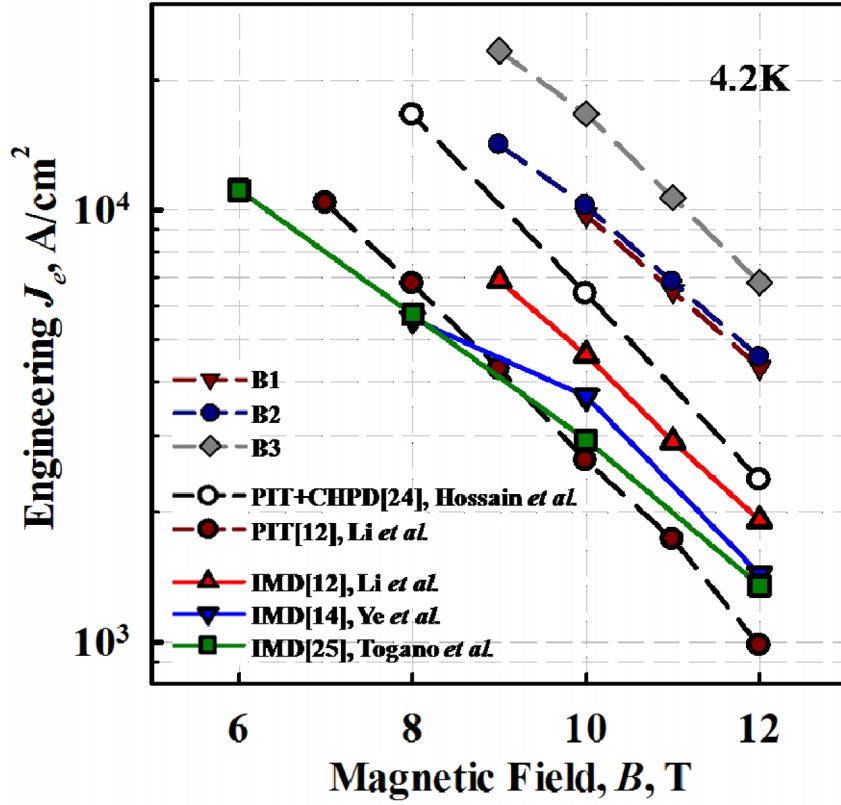 4.2K
Engineering J_e, A/cm^2
10^4
10^3
B1
B2
B3
PIT+CHPD[24], Hossain et al.
PIT[12], Li et al.
IMD[12], Li et al.
IMD[14], Ye et al.
IMD[25], Togano et al.
6 8 10 12
Magnetic Field, B, T